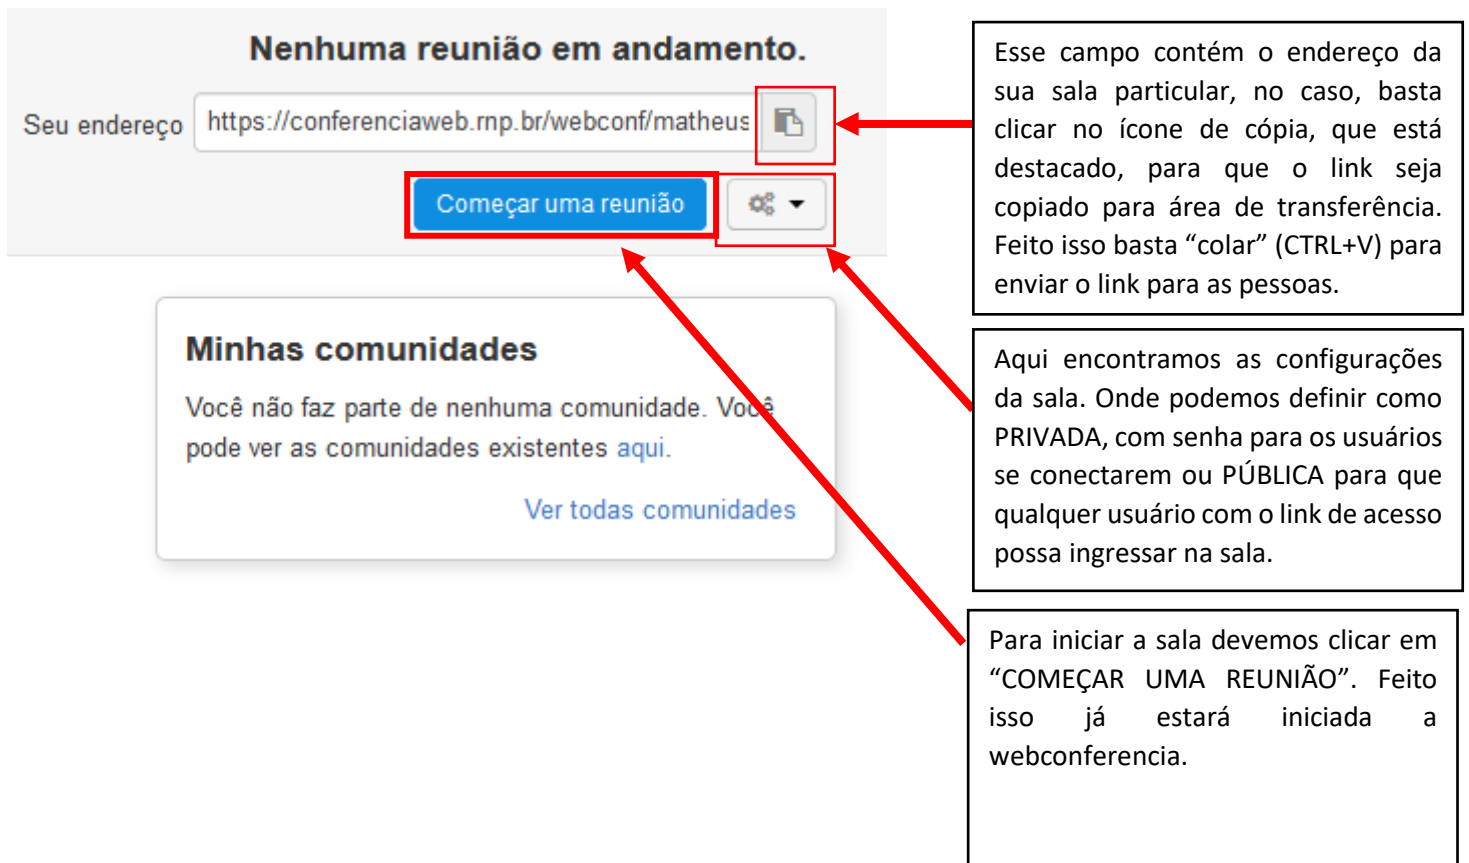 Nenhuma reunião em andamento.
Seu endereço https://conferenciaweb.rnp.br/webconf/matheus
Começar uma reunião
Minhas comunidades
Você não faz parte de nenhuma comunidade. Você
pode ver as comunidades existentes aqui.
Ver todas comunidades
Esse campo contém o endereço da
sua sala particular, no caso, basta
clicar no ícone de cópia, que está
destacado, para que o link seja
copiado para área de transferência.
Feito isso basta “colar” (CTRL+V) para
enviar o link para as pessoas.
Aqui encontramos as configurações
da sala. Onde podemos definir como
PRIVADA, com senha para os usuários
se conectarem ou PÚBLICA para que
qualquer usuário com o link de acesso
possa ingressar na sala.
Para iniciar a sala devemos clicar em
“COMEÇAR UMA REUNIÃO”. Feito
isso já estará iniciada a
webconferencia.